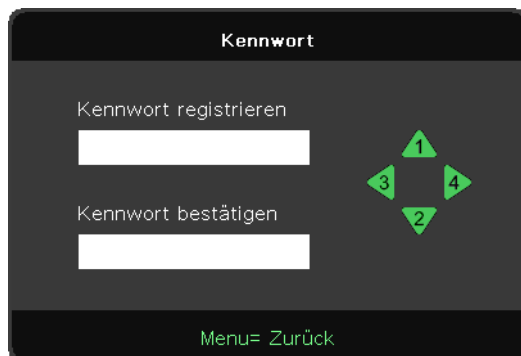 Kennwort
Kennwort registrieren
1
3 4
2
Kennwort bestätigen
Menu= Zurück